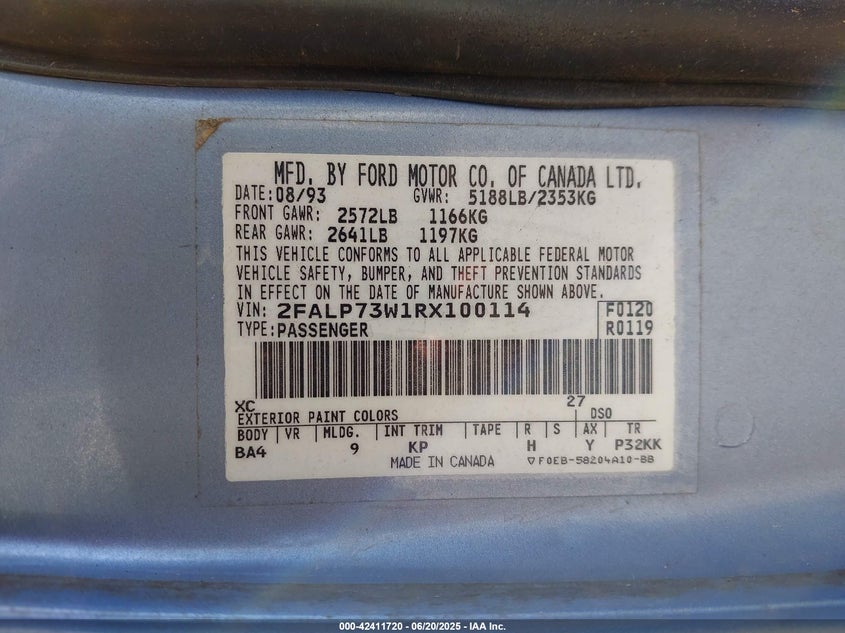 MFD. BY FORD MOTOR CO. OF CANADA LTD.
DATE: 08/93 GVWR: 5188LB/2353KG
FRONT GAWR: 2572LB 1166KG
REAR GAWR: 2641LB 1197KG
THIS VEHICLE CONFORMS TO ALL APPLICABLE FEDERAL MOTOR
VEHICLE SAFETY, BUMPER, AND THEFT PREVENTION STANDARDS
IN EFFECT ON THE DATE OF MANUFACTURE SHOWN ABOVE.
VIN: 2FALP73W1RX100114 F0120
TYPE: PASSENGER R0119
XC 27
EXTERIOR PAINT COLORS DSO
BODY VR MLDG. INT TRIM TAPE R S AX TR
BA4 9 KP H Y P32KK
MADE IN CANADA ▽F0EB-58204A10-BB
000-42411720 - 06/20/2025 - IAA Inc.